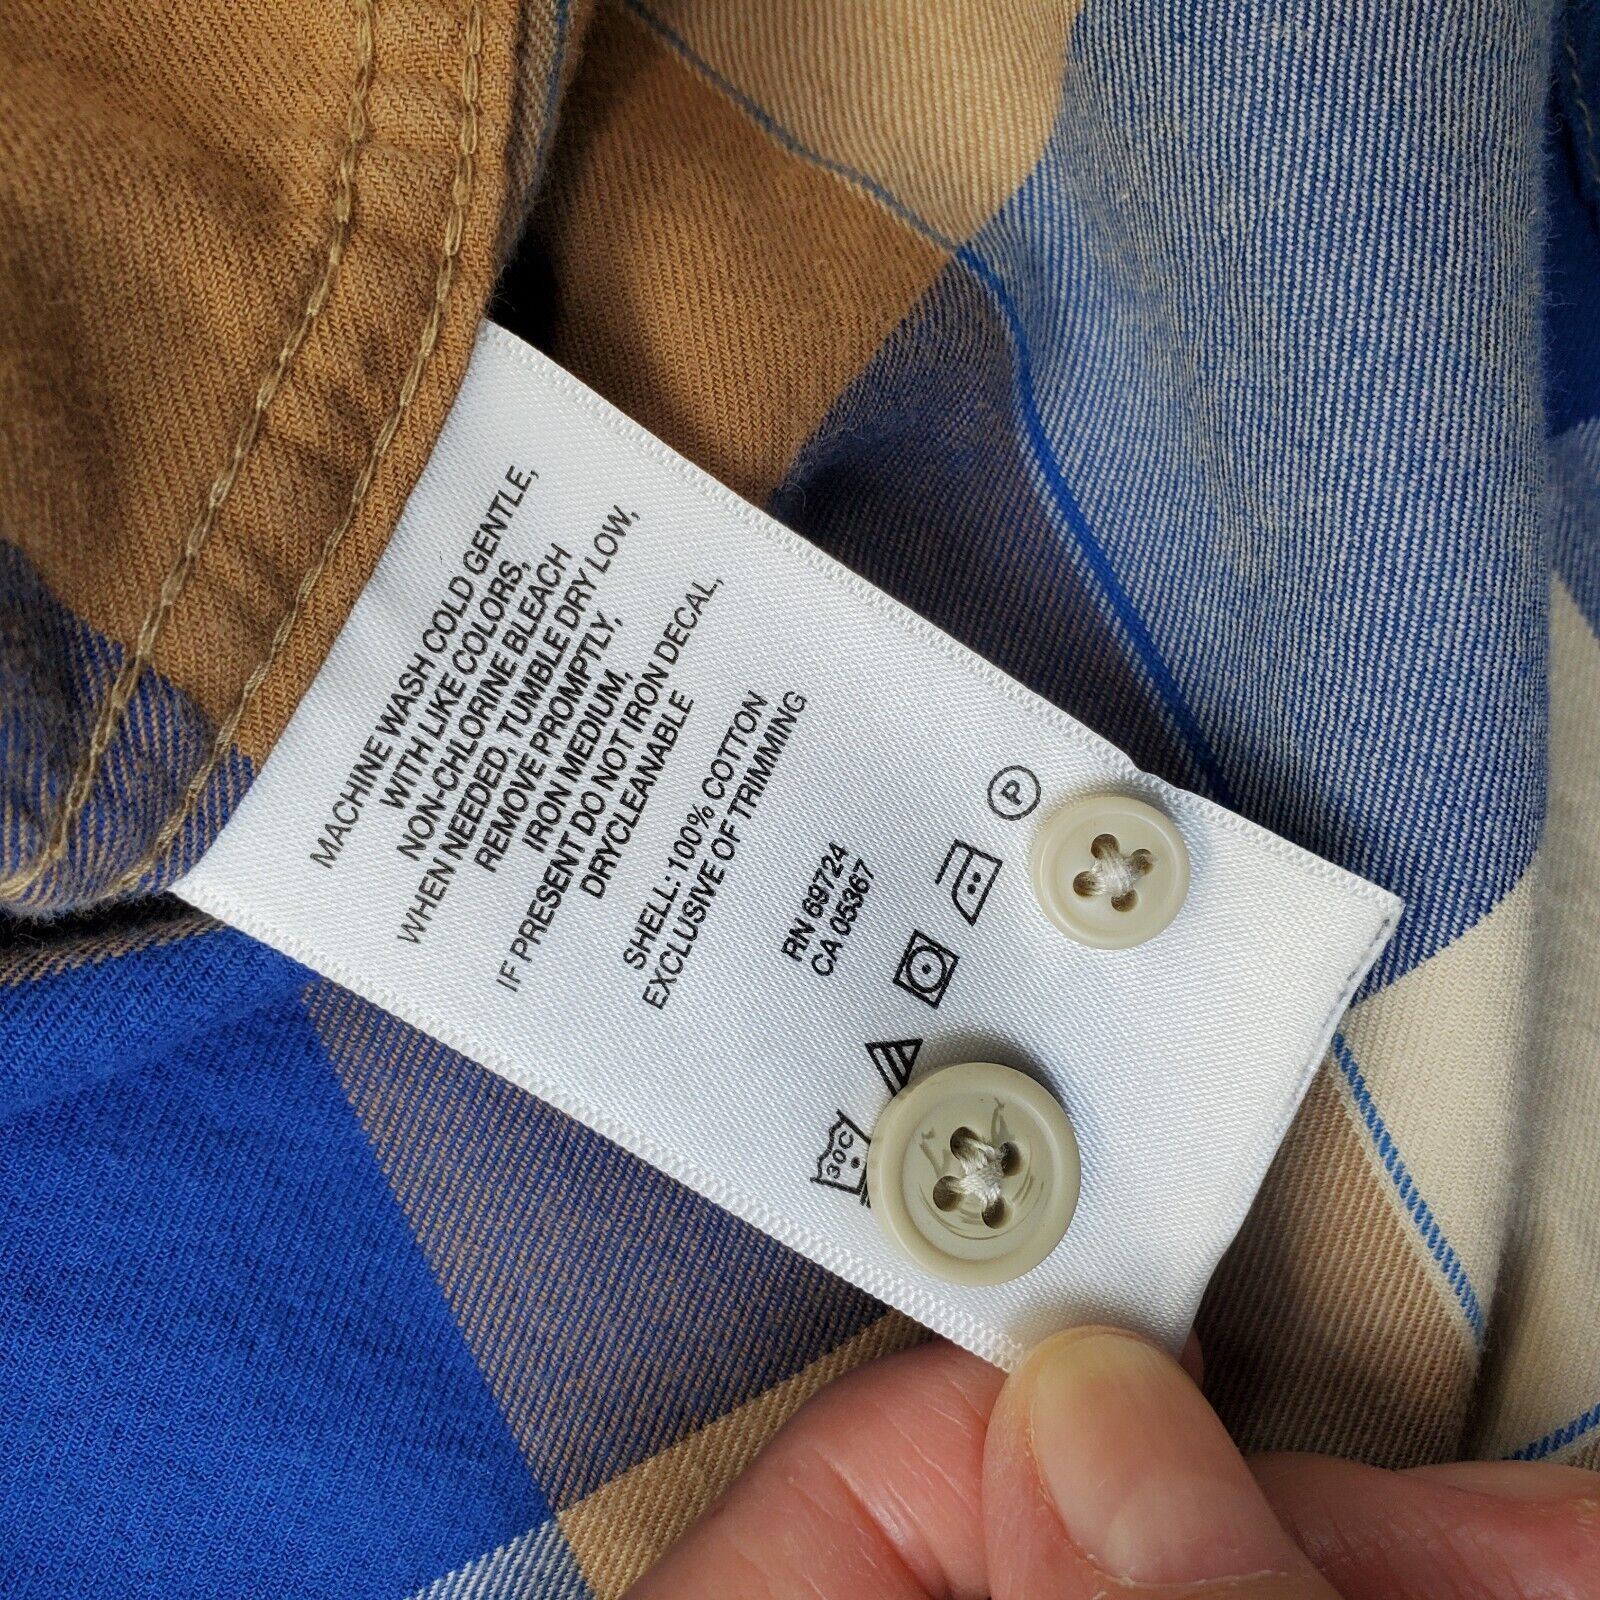 MACHINE WASH COLD GENTLE,
WITH LIKE COLORS,
NON-CHLORINE BLEACH
WHEN NEEDED, TUMBLE DRY LOW,
REMOVE PROMPTLY,
IRON MEDIUM,
IF PRESENT DO NOT IRON DECAL,
DRYCLEANABLE
SHELL: 100% COTTON
EXCLUSIVE OF TRIMMING
RN 69724
CA 05367
30C
P